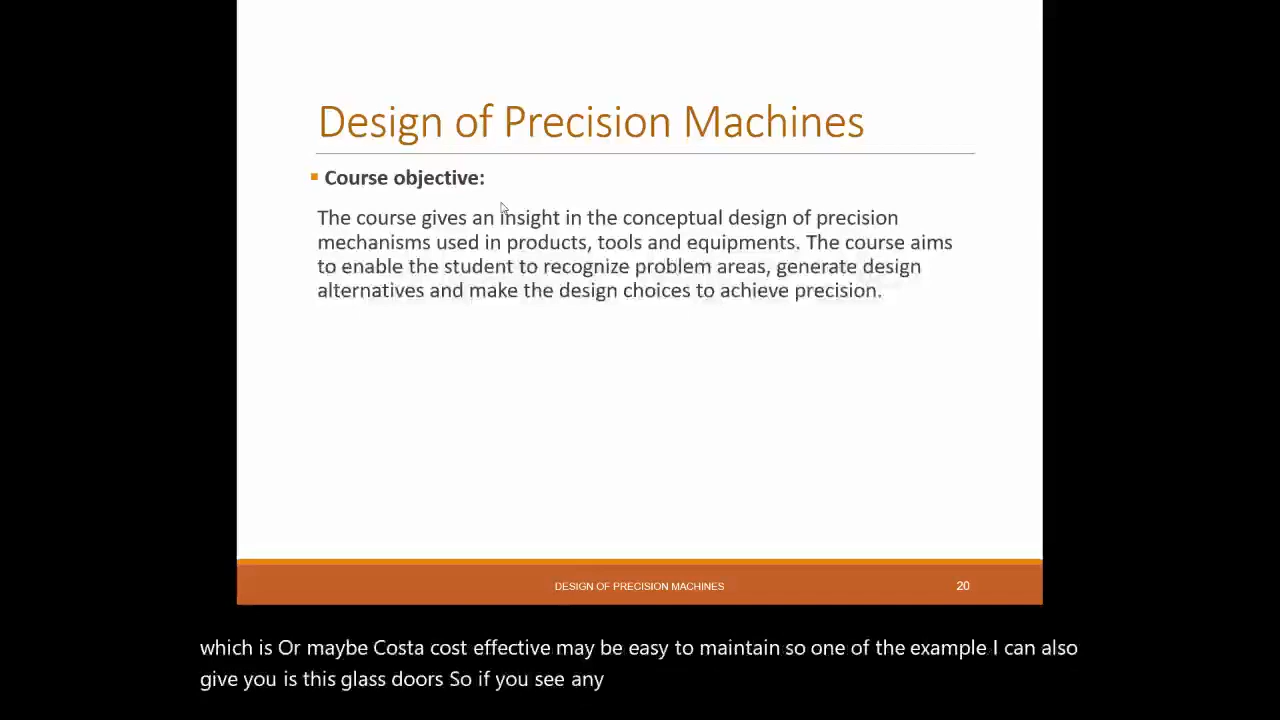 Design of Precision Machines
Course objective:
The course gives an insight in the conceptual design of precision
mechanisms used in products, tools and equipments. The course aims
to enable the student to recognize problem areas, generate design
alternatives and make the design choices to achieve precision.
DESIGN OF PRECISION MACHINES
20
which is Or maybe Costa cost effective may be easy to maintain so one of the example I can also
give you is this glass doors So if you see any